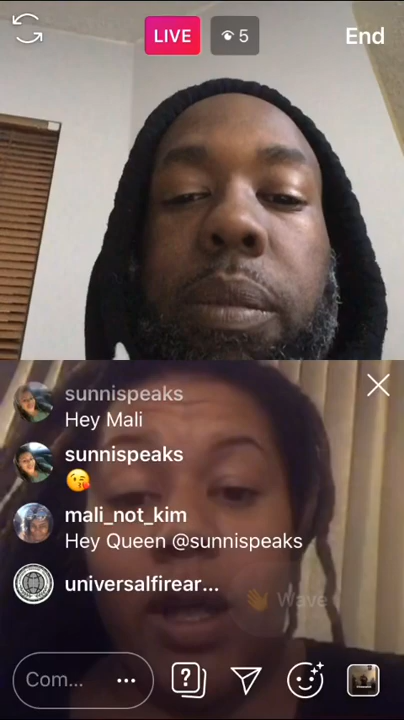 LIVE
5
End
sunnispeaks
Hey Mali
sunnispeaks
😘
mali_not_kim
Hey Queen @sunnispeaks
universalfirear...
👋 Wave
Com...